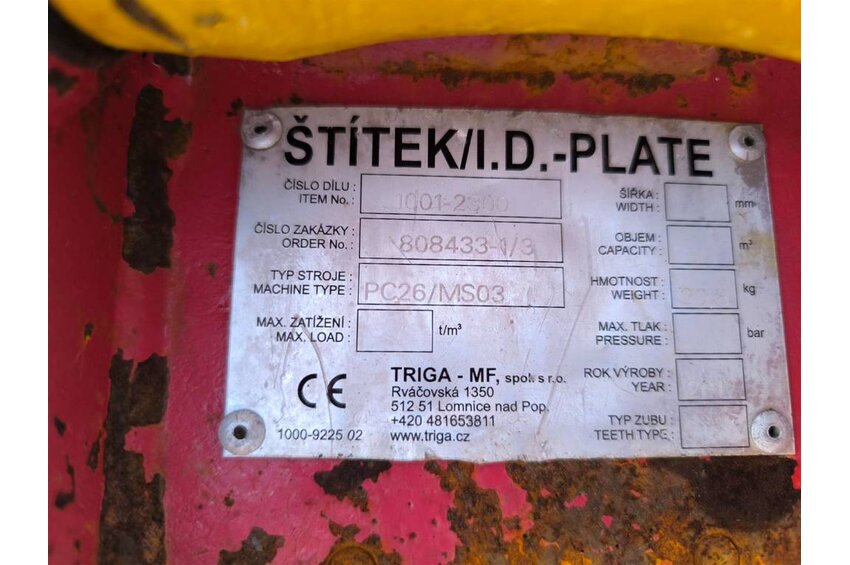 ŠTÍTEK/I.D.-PLATE
ČÍSLO DÍLU :
ITEM No. :
ČÍSLO ZAKÁZKY :
ORDER No. :
808433-1/3
TYP STROJE :
MACHINE TYPE :
PC26/MS03
MAX. ZATÍŽENÍ :
MAX. LOAD :
t/m³
ŠÍŘKA :
WIDTH :
mm
OBJEM :
CAPACITY :
m³
HMOTNOST :
WEIGHT :
kg
MAX. TLAK :
PRESSURE :
bar
ROK VÝROBY :
YEAR :
TYP ZUBU :
TEETH TYPE :
CE
1000-9225 02
TRIGA - MF, spol. s r.o.
Rváčovská 1350
512 51 Lomnice nad Pop.
+420 481653811
www.triga.cz